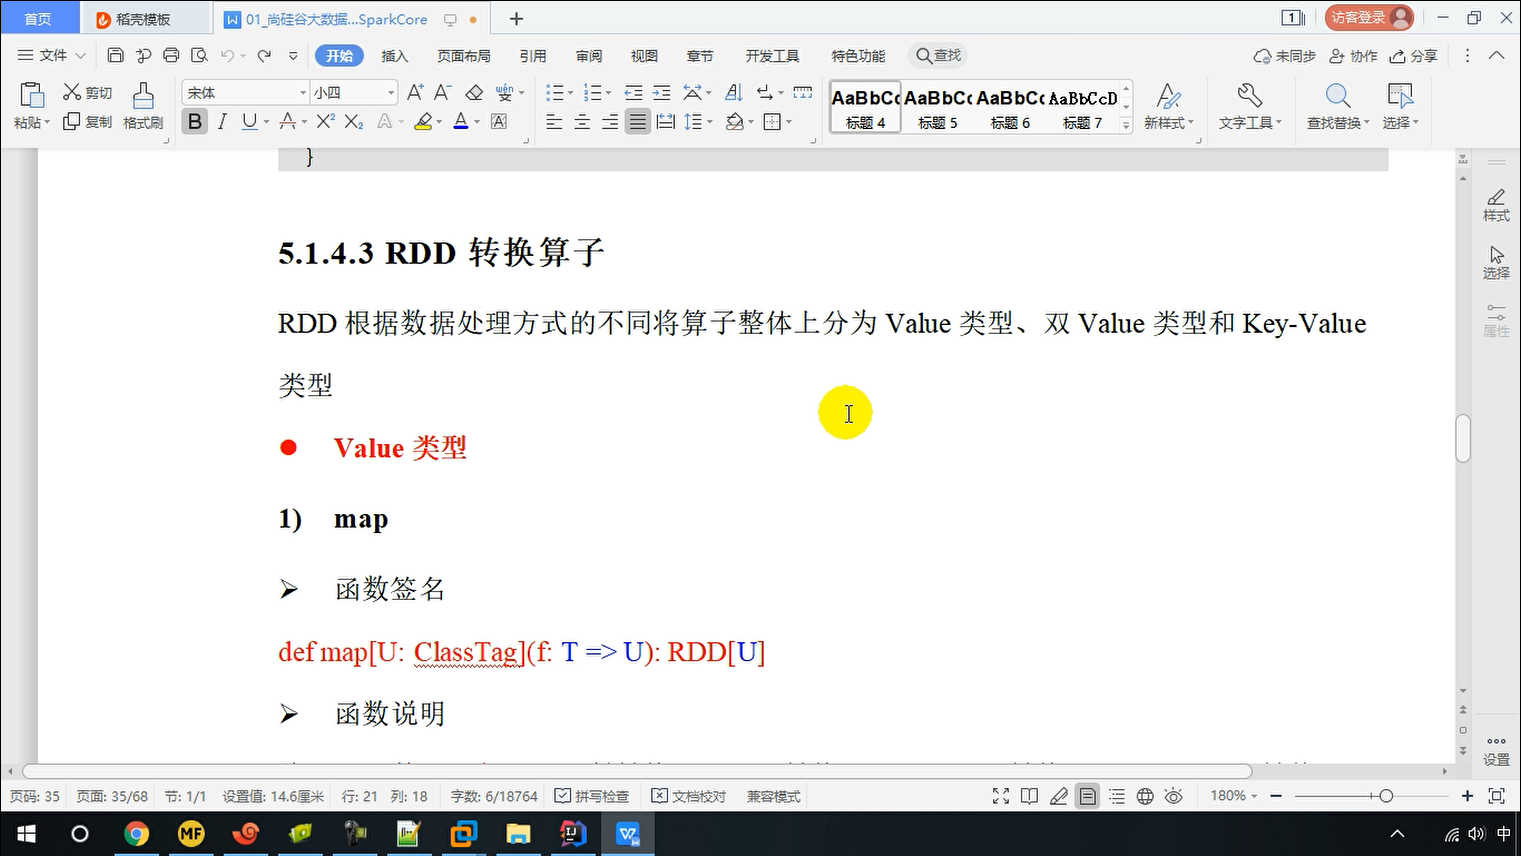 首页
稻壳模板
01_尚硅谷大数据...SparkCore
访客登录
文件
开始
插入
页面布局
引用
审阅
视图
章节
开发工具
特色功能
查找
未同步
协作
分享
粘贴
剪切
复制
格式刷
宋体
小四
AaBbCc
标题 4
AaBbCc
标题 5
AaBbCc
标题 6
AaBbCcD
标题 7
新样式
文字工具
查找替换
选择
}
5.1.4.3 RDD 转换算子
RDD 根据数据处理方式的不同将算子整体上分为 Value 类型、双 Value 类型和 Key-Value
类型
Value 类型
1) map
函数签名
def map[U: ClassTag](f: T => U): RDD[U]
函数说明
样式
选择
属性
设置
页码: 35
页面: 35/68
节: 1/1
设置值: 14.6厘米
行: 21
列: 18
字数: 6/18764
拼写检查
文档校对
兼容模式
180%
中